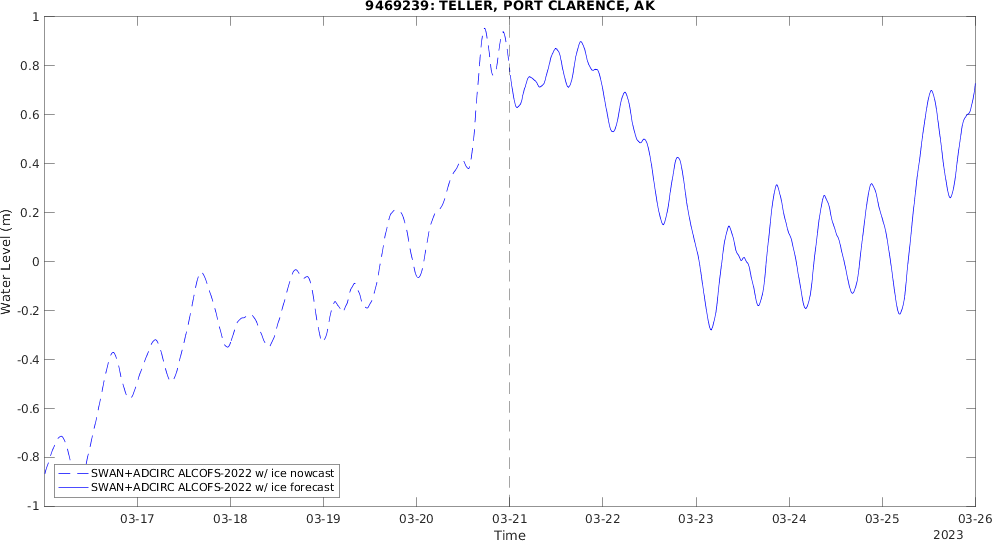 9469239: TELLER, PORT CLARENCE, AK
1
0.8
0.6
0.4
0.2
0
-0.2
-0.4
-0.6
-0.8
-1
Water Level (m)
SWAN+ADCIRC ALCOFS-2022 w/ ice nowcast
SWAN+ADCIRC ALCOFS-2022 w/ ice forecast
03-17 03-18 03-19 03-20 03-21 03-22 03-23 03-24 03-25 03-26
Time
2023